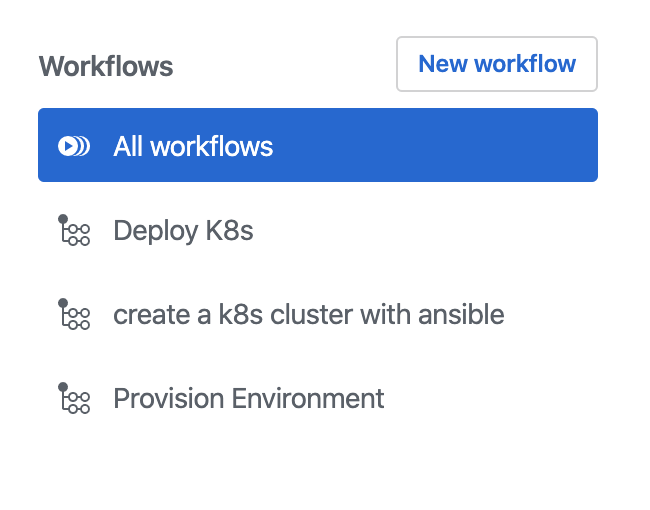 Workflows
New workflow
All workflows
Deploy K8s
create a k8s cluster with ansible
Provision Environment